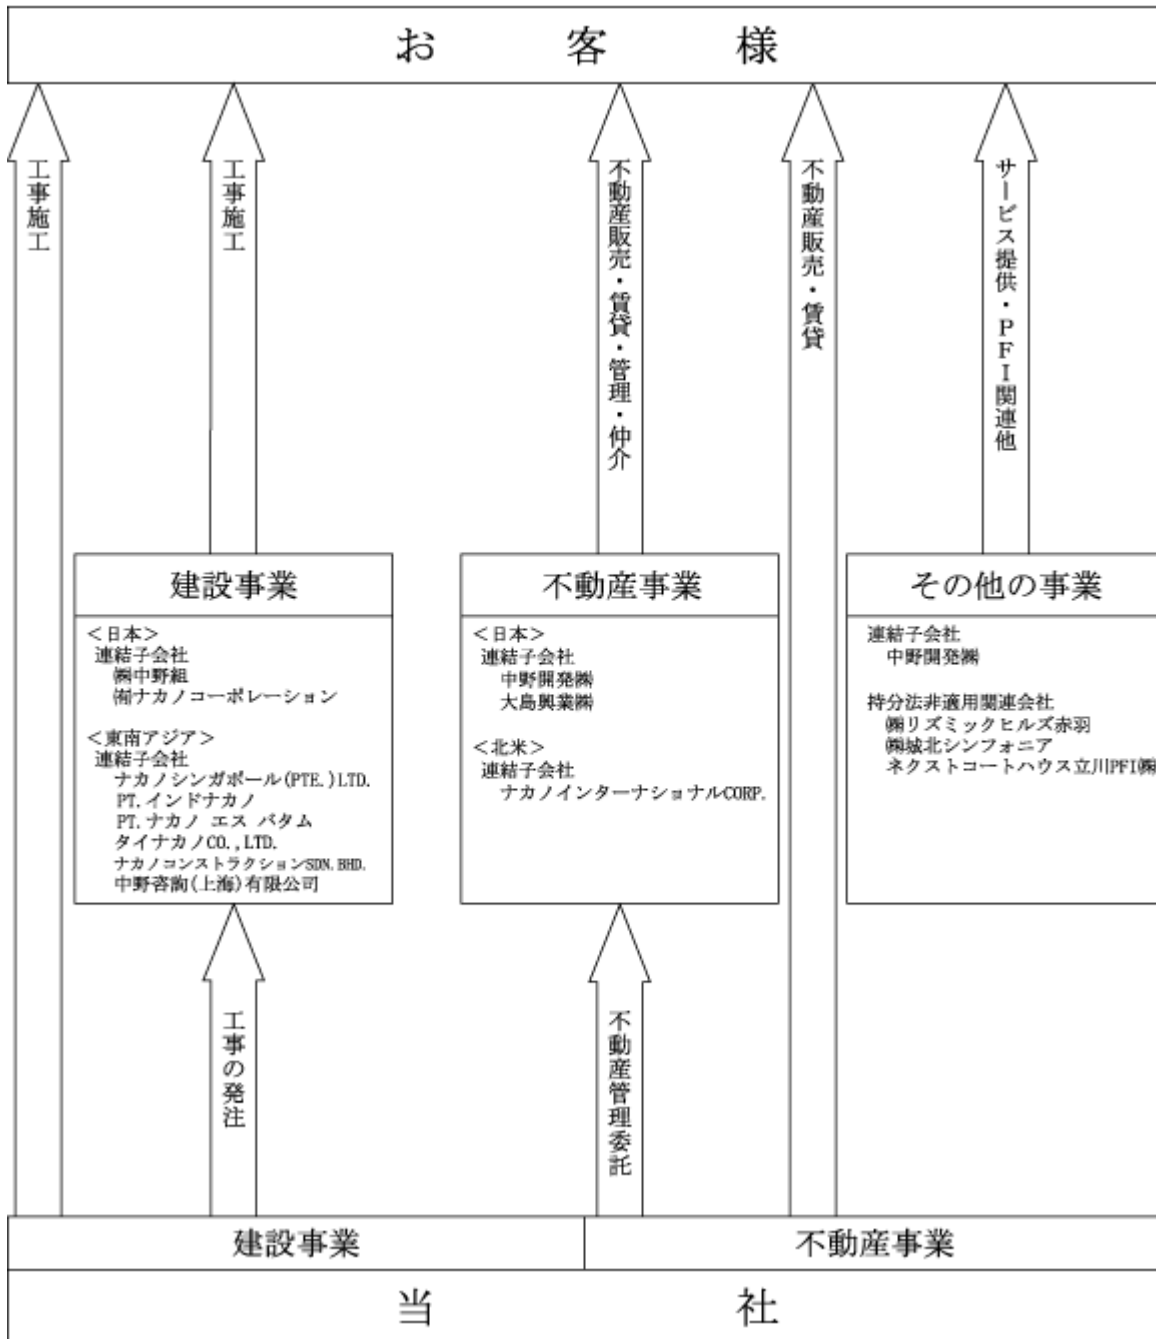 お客様
工事施工
工事施工
不動産販売・賃貸・管理・仲介
不動産販売・賃貸
サービス提供・PFI関連他
建設事業
<日本>
連結子会社
㈱中野組
㈲ナカノコーポレーション
<東南アジア>
連結子会社
ナカノシンガポール(PTE.)LTD.
PT.インドナカノ
PT.ナカノ エス バタム
タイナカノCO.,LTD.
ナカノコンストラクションSDN.BHD.
中野咨詢(上海)有限公司
不動産事業
<日本>
連結子会社
中野開発㈱
大島興業㈱
<北米>
連結子会社
ナカノインターナショナルCORP.
その他の事業
連結子会社
中野開発㈱
持分法非適用関連会社
㈱リズミックヒルズ赤羽
㈱城北シンフォニア
ネクストコートハウス立川PFI㈱
工事の発注
不動産管理委託
建設事業
不動産事業
当社